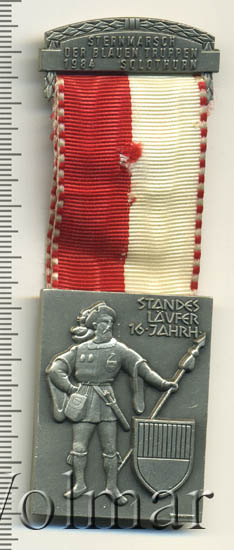 STERNMARSCH
DER BLAUEN TRUPPEN
1984 SOLOTHURN
STANDES
LÄUFER
16-JAHRH.
Volmar